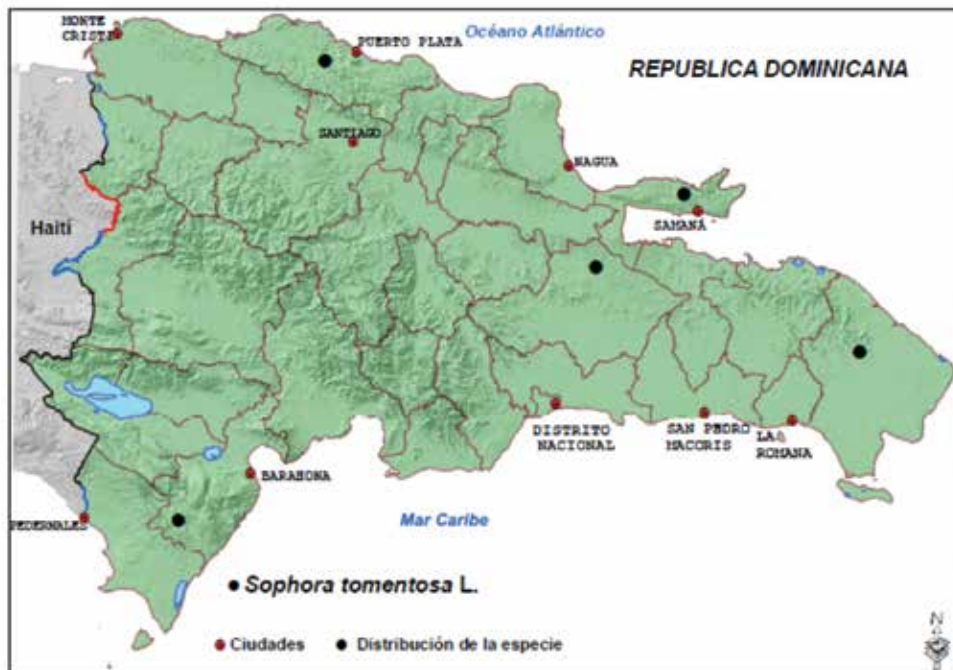 MONTE
CRISTI
PUERTO PLATA
Océano Atlántico
REPUBLICA DOMINICANA
SANTIAGO
NAGUA
SAMANÁ
Haití
DISTRITO
NACIONAL
SAN PEDRO
MACORIS
LA
ROMANA
BARAHONA
PEDERNALES
Mar Caribe
Sophora tomentosa L.
Ciudades
Distribución de la especie
N